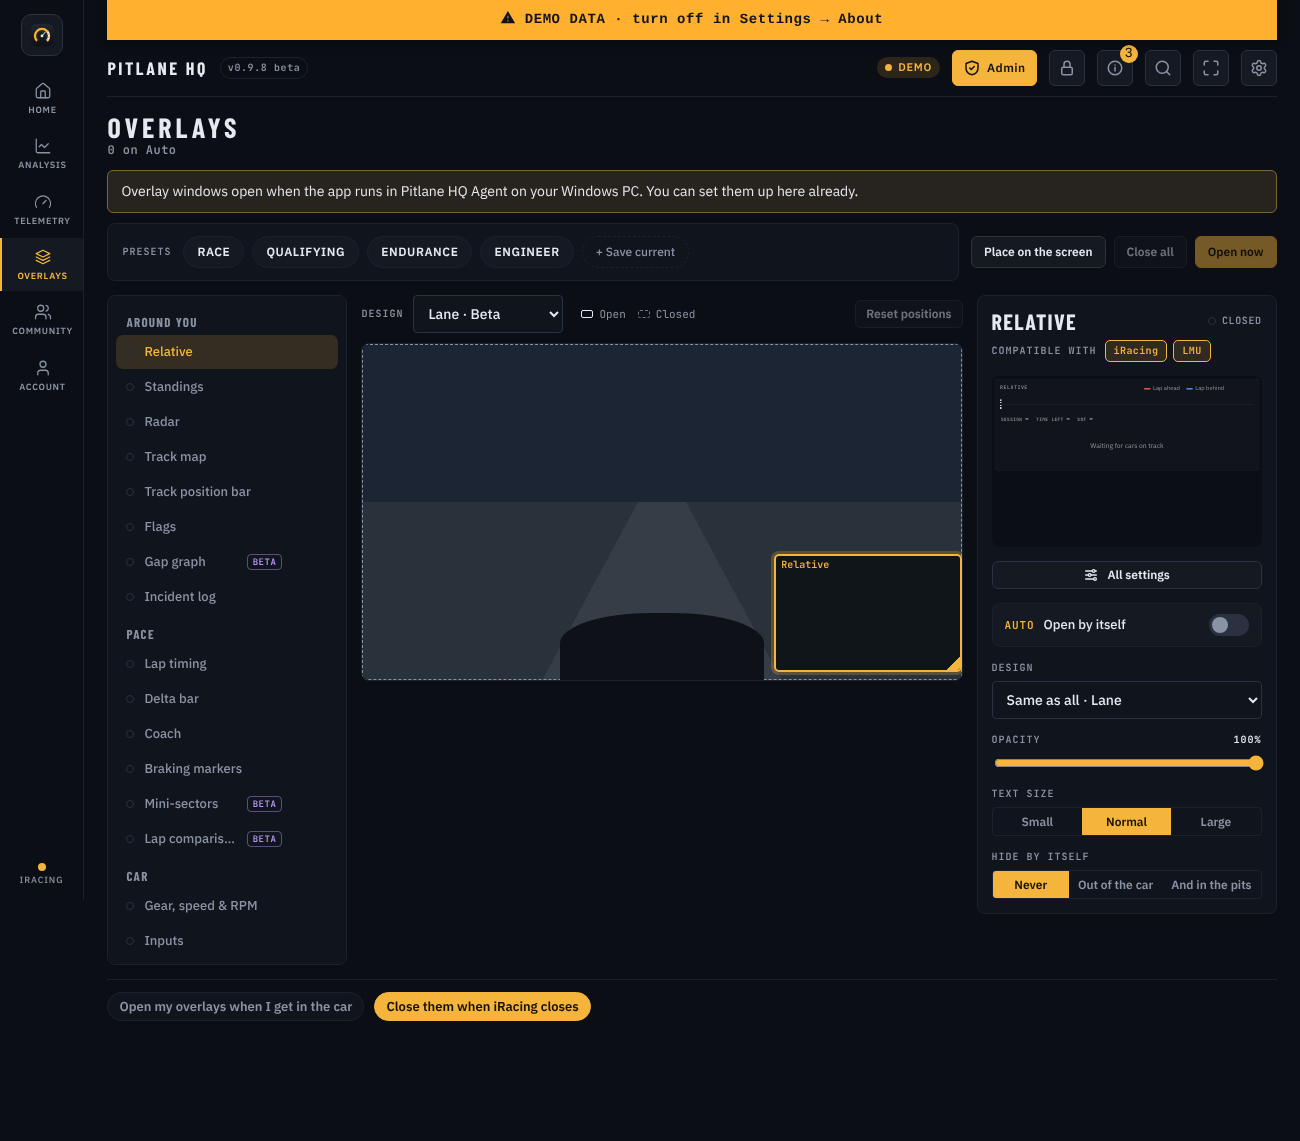 ⚠ DEMO DATA · turn off in Settings → About
PITLANE HQ
v0.9.8 beta
DEMO
Admin
3
HOME
ANALYSIS
TELEMETRY
OVERLAYS
COMMUNITY
ACCOUNT
IRACING
OVERLAYS
0 on Auto
Overlay windows open when the app runs in Pitlane HQ Agent on your Windows PC. You can set them up here already.
PRESETS
RACE
QUALIFYING
ENDURANCE
ENGINEER
+ Save current
Place on the screen
Close all
Open now
AROUND YOU
Relative
Standings
Radar
Track map
Track position bar
Flags
Gap graph BETA
Incident log
PACE
Lap timing
Delta bar
Coach
Braking markers
Mini-sectors BETA
Lap comparis... BETA
CAR
Gear, speed & RPM
Inputs
DESIGN
Lane · Beta
Open
Closed
Reset positions
Relative
RELATIVE
CLOSED
COMPATIBLE WITH
iRacing
LMU
RELATIVE
Lap ahead
Lap behind
SESSION – TIME LEFT – SOF –
Waiting for cars on track
All settings
AUTO Open by itself
DESIGN
Same as all · Lane
OPACITY
100%
TEXT SIZE
Small
Normal
Large
HIDE BY ITSELF
Never
Out of the car
And in the pits
Open my overlays when I get in the car
Close them when iRacing closes